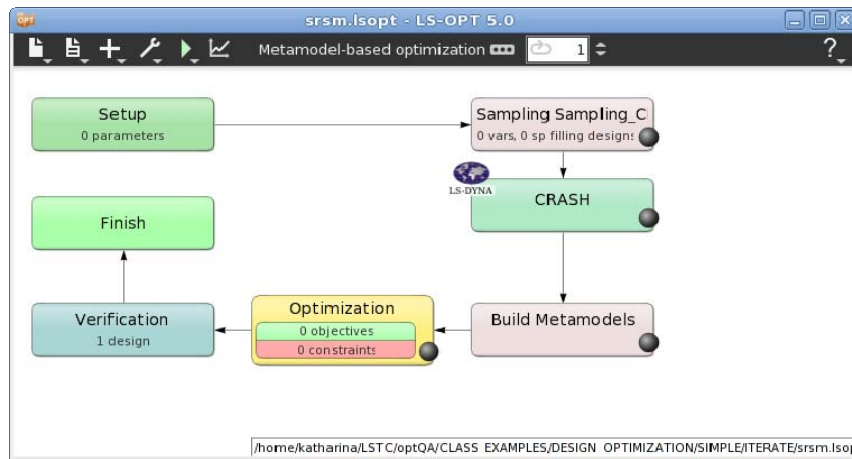 srsm.lsopt - LS-OPT 5.0
Metamodel-based optimization 1 ?
Setup
0 parameters
Sampling Sampling_C
0 vars, 0 sp filling designs
LS-DYNA
CRASH
Finish
Verification
1 design
Optimization
0 objectives
0 constraints
Build Metamodels
/home/katharina/LSTC/optQA/CLASS_EXAMPLES/DESIGN_OPTIMIZATION/SIMPLE/ITERATE/srsm.lsop